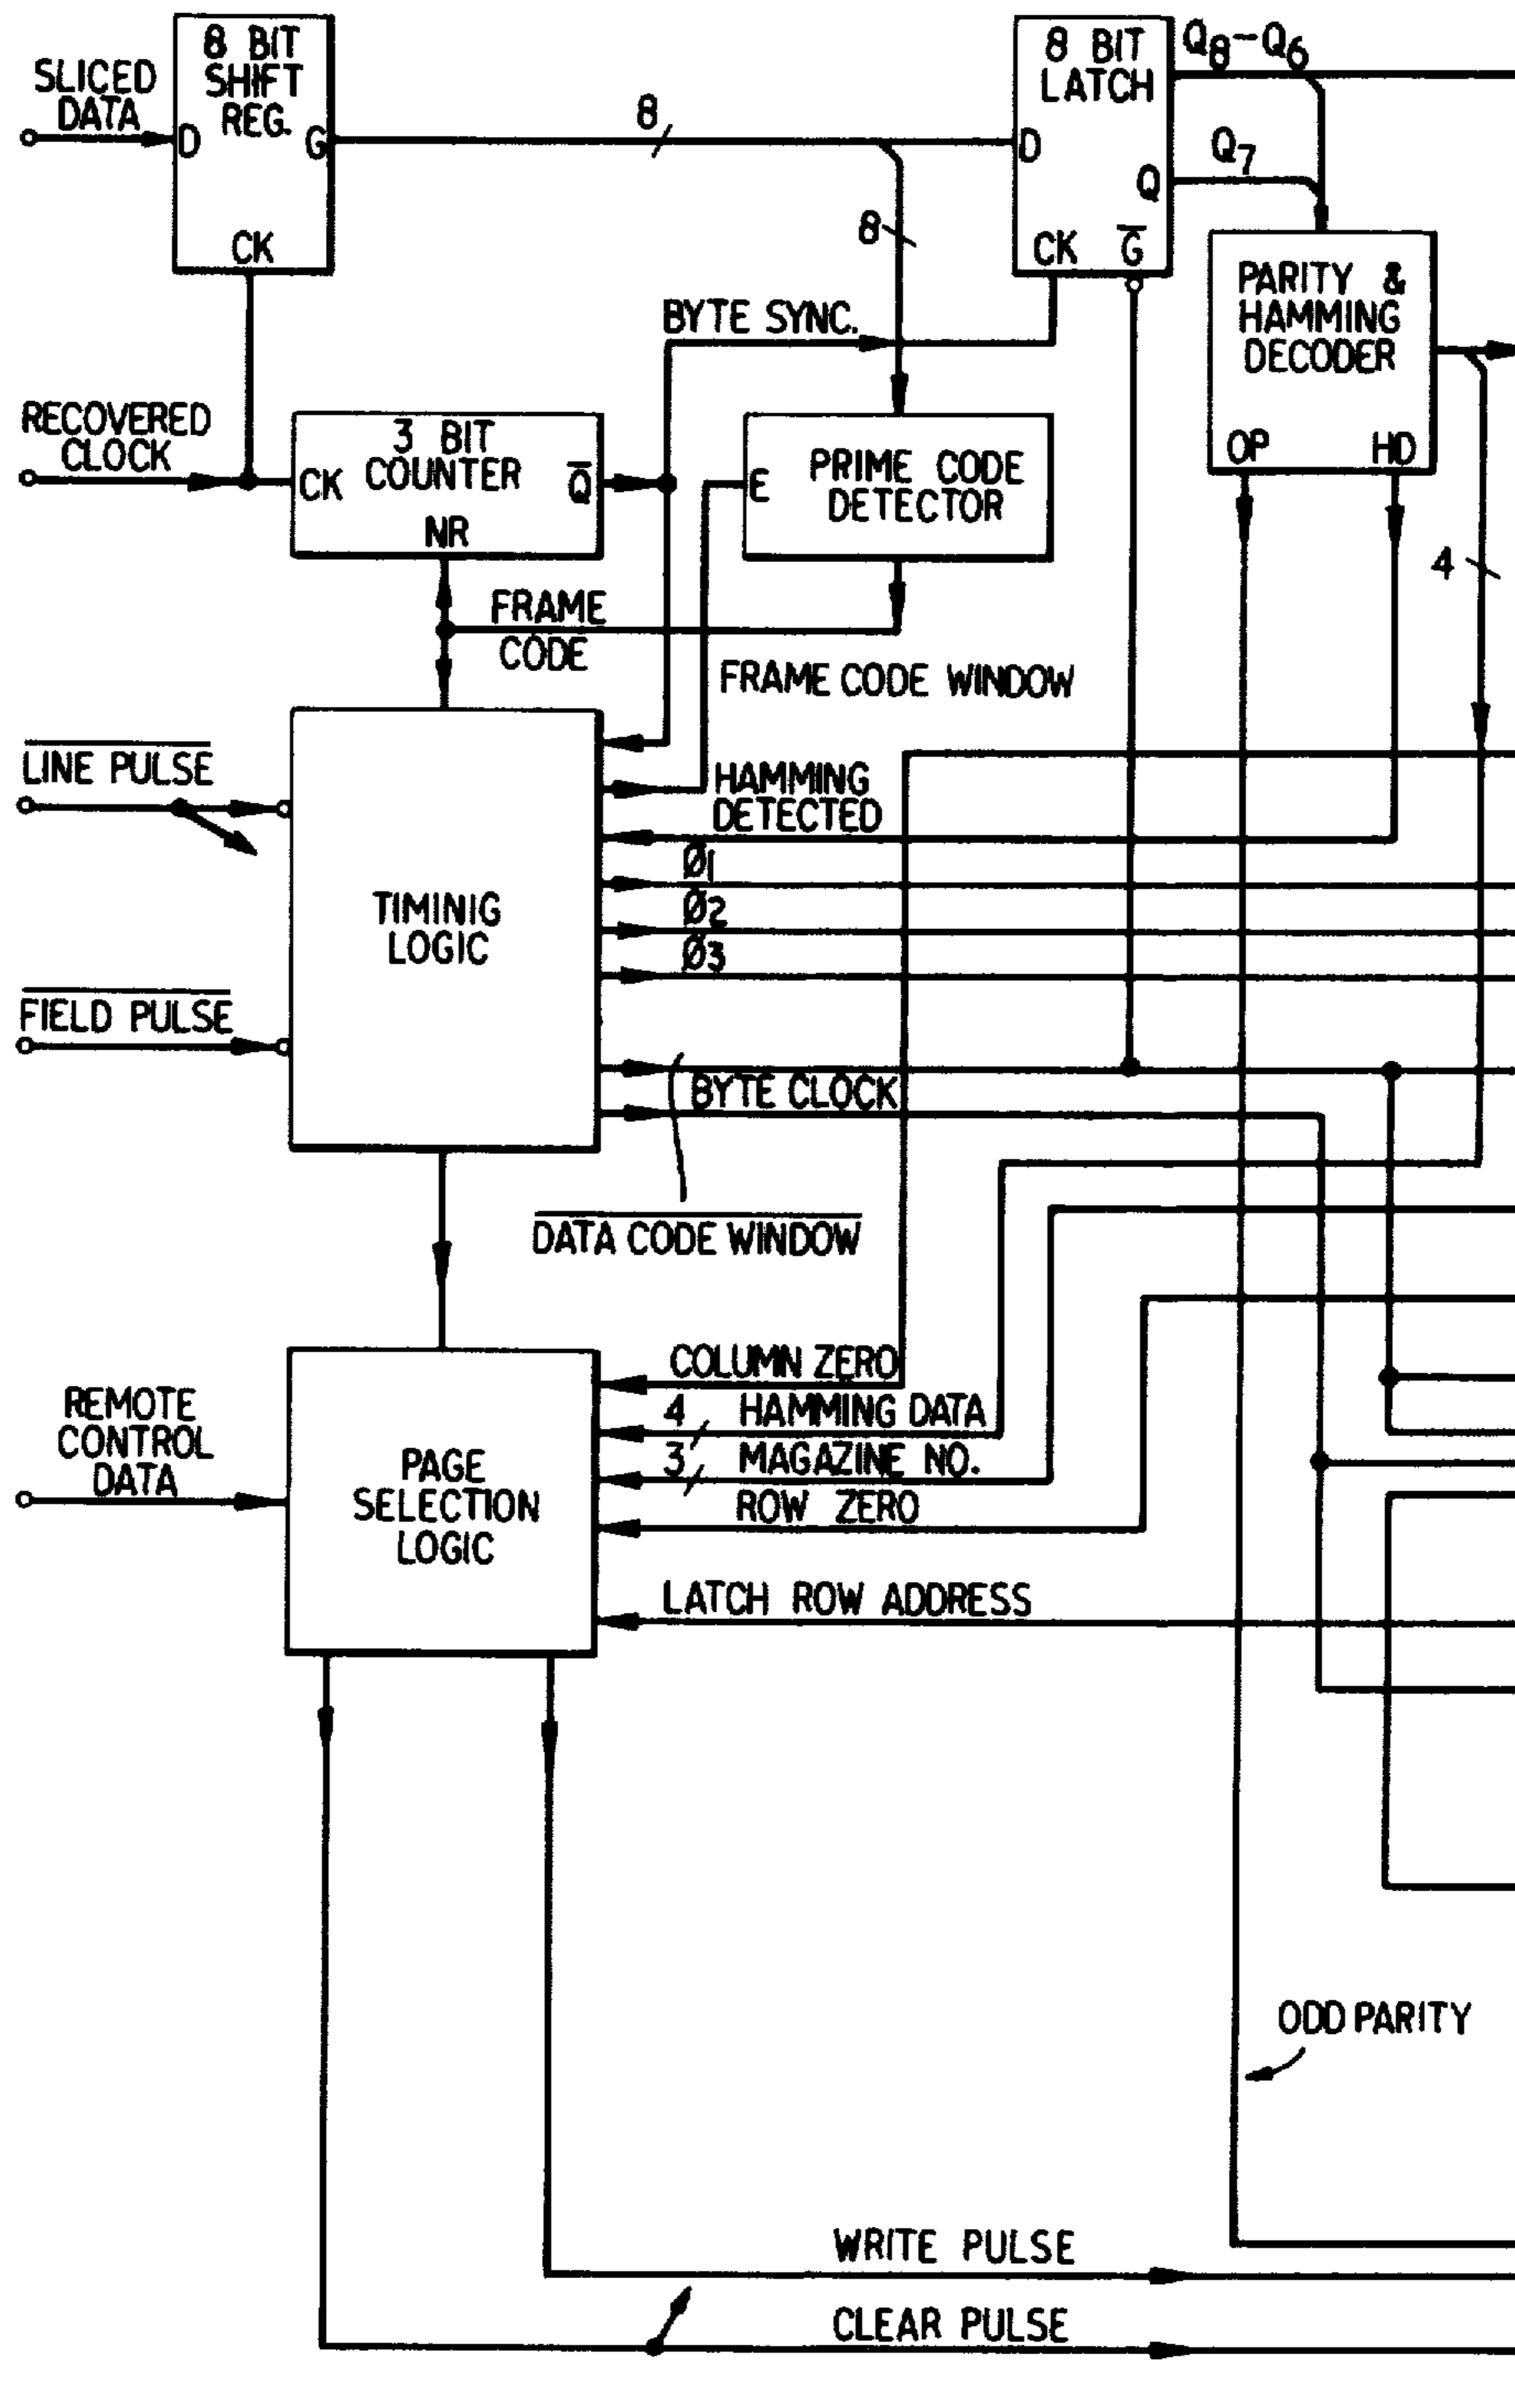 8 BIT
SHIFT
REG.
D
G
CK
SLICED
DATA
8
8
8 BIT
LATCH
D
Q
CK
G̅
Q8-Q6
Q7
PARITY &
HAMMING
DECODER
OP
HD
4
BYTE SYNC.
RECOVERED
CLOCK
3 BIT
COUNTER
CK
Q̅
NR
PRIME CODE
DETECTOR
E
FRAME
CODE
FRAME CODE WINDOW
LINE PULSE
HAMMING
DETECTED
Ø1
Ø2
Ø3
TIMINIG
LOGIC
FIELD PULSE
BYTE CLOCK
DATA CODE WINDOW
COLUMN ZERO
4 HAMMING DATA
3 MAGAZINE NO.
ROW ZERO
LATCH ROW ADDRESS
REMOTE
CONTROL
DATA
PAGE
SELECTION
LOGIC
ODD PARITY
WRITE PULSE
CLEAR PULSE